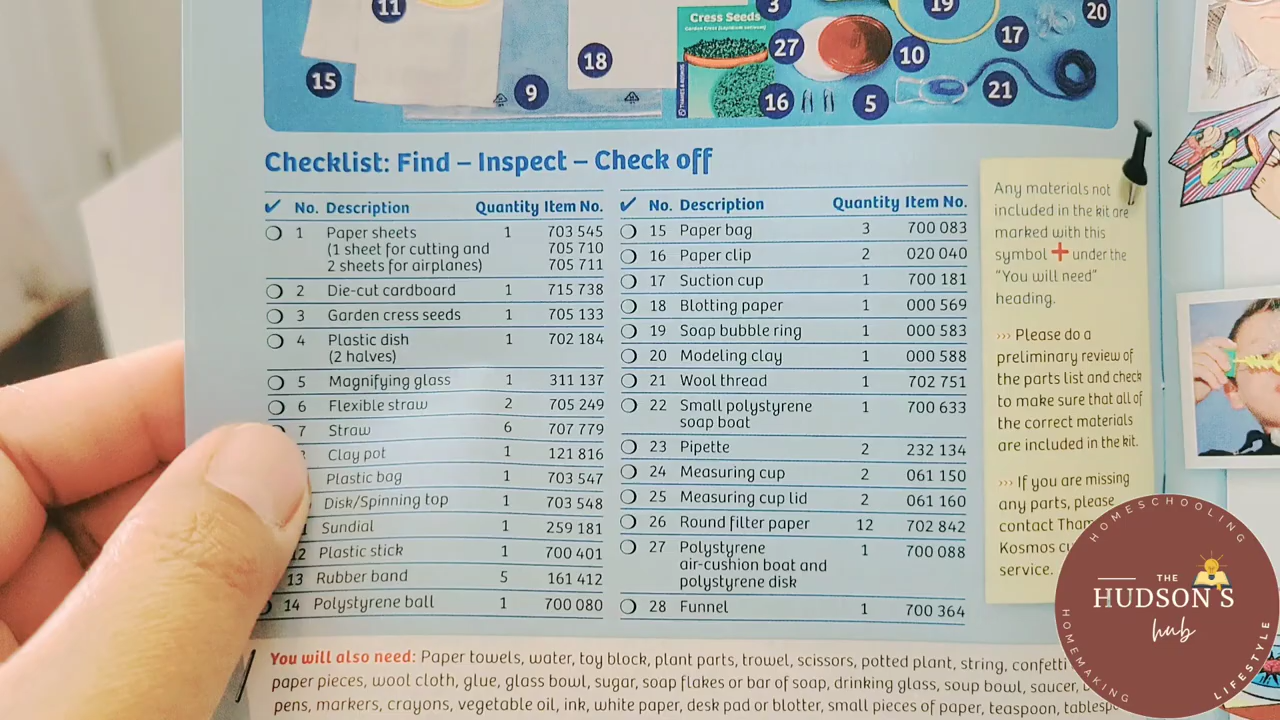 11
15
9
18
Cress Seeds
Garden Cress
THAMES & KOSMOS
3
27
16
5
10
19
17
20
21
Checklist: Find – Inspect – Check off
✔ No. Description Quantity Item No.
1 Paper sheets 1 703 545
(1 sheet for cutting and 705 710
2 sheets for airplanes) 705 711
2 Die-cut cardboard 1 715 738
3 Garden cress seeds 1 705 133
4 Plastic dish 1 702 184
(2 halves)
5 Magnifying glass 1 311 137
6 Flexible straw 2 705 249
7 Straw 6 707 779
Clay pot 1 121 816
Plastic bag 1 703 547
Disk/Spinning top 1 703 548
Sundial 1 259 181
12 Plastic stick 1 700 401
13 Rubber band 5 161 412
14 Polystyrene ball 1 700 080
✔ No. Description Quantity Item No.
15 Paper bag 3 700 083
16 Paper clip 2 020 040
17 Suction cup 1 700 181
18 Blotting paper 1 000 569
19 Soap bubble ring 1 000 583
20 Modeling clay 1 000 588
21 Wool thread 1 702 751
22 Small polystyrene 1 700 633
soap boat
23 Pipette 2 232 134
24 Measuring cup 2 061 150
25 Measuring cup lid 2 061 160
26 Round filter paper 12 702 842
27 Polystyrene 1 700 088
air-cushion boat and
polystyrene disk
28 Funnel 1 700 364
Any materials not
included in the kit are
marked with this
symbol + under the
"You will need"
heading.
››› Please do a
preliminary review of
the parts list and check
to make sure that all of
the correct materials
are included in the kit.
››› If you are missing
any parts, please
contact Tham
Kosmos cu
service.
You will also need: Paper towels, water, toy block, plant parts, trowel, scissors, potted plant, string, confetti
paper pieces, wool cloth, glue, glass bowl, sugar, soap flakes or bar of soap, drinking glass, soup bowl, saucer,
pens, markers, crayons, vegetable oil, ink, white paper, desk pad or blotter, small pieces of paper, teaspoon, tablesp
HOMESCHOOLING
THE
HUDSON'S
hub
HOMEMAKING
LIFESTYLE